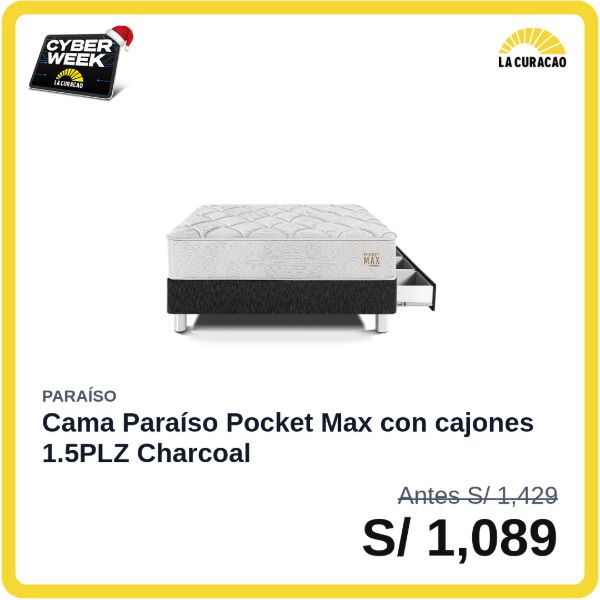 CYBER
WEEK
LA CURACAO
LA CURACAO
POCKET
MAX
PARAÍSO
Cama Paraíso Pocket Max con cajones
1.5PLZ Charcoal
Antes S/ 1,429
S/ 1,089